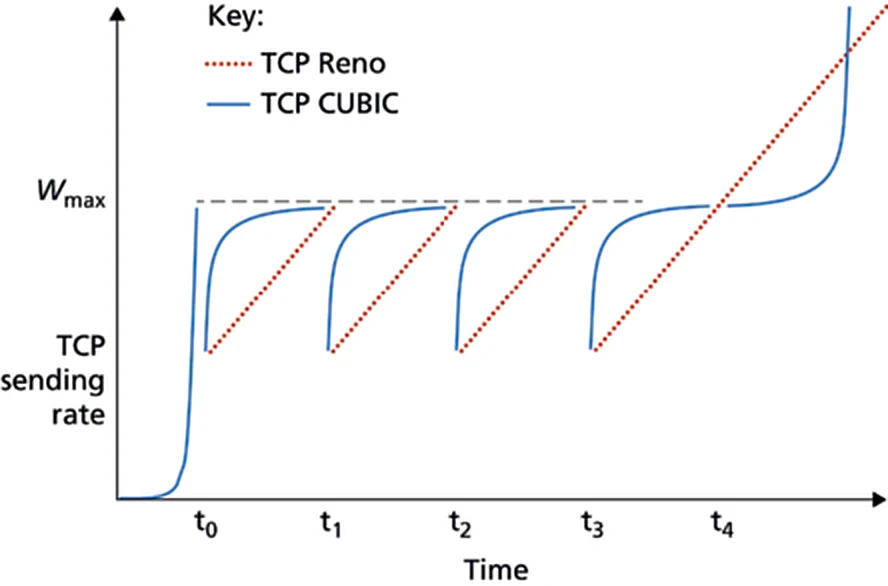 Key:
TCP Reno
TCP CUBIC
Wmax
TCP
sending
rate
t0
t1
t2
t3
t4
Time